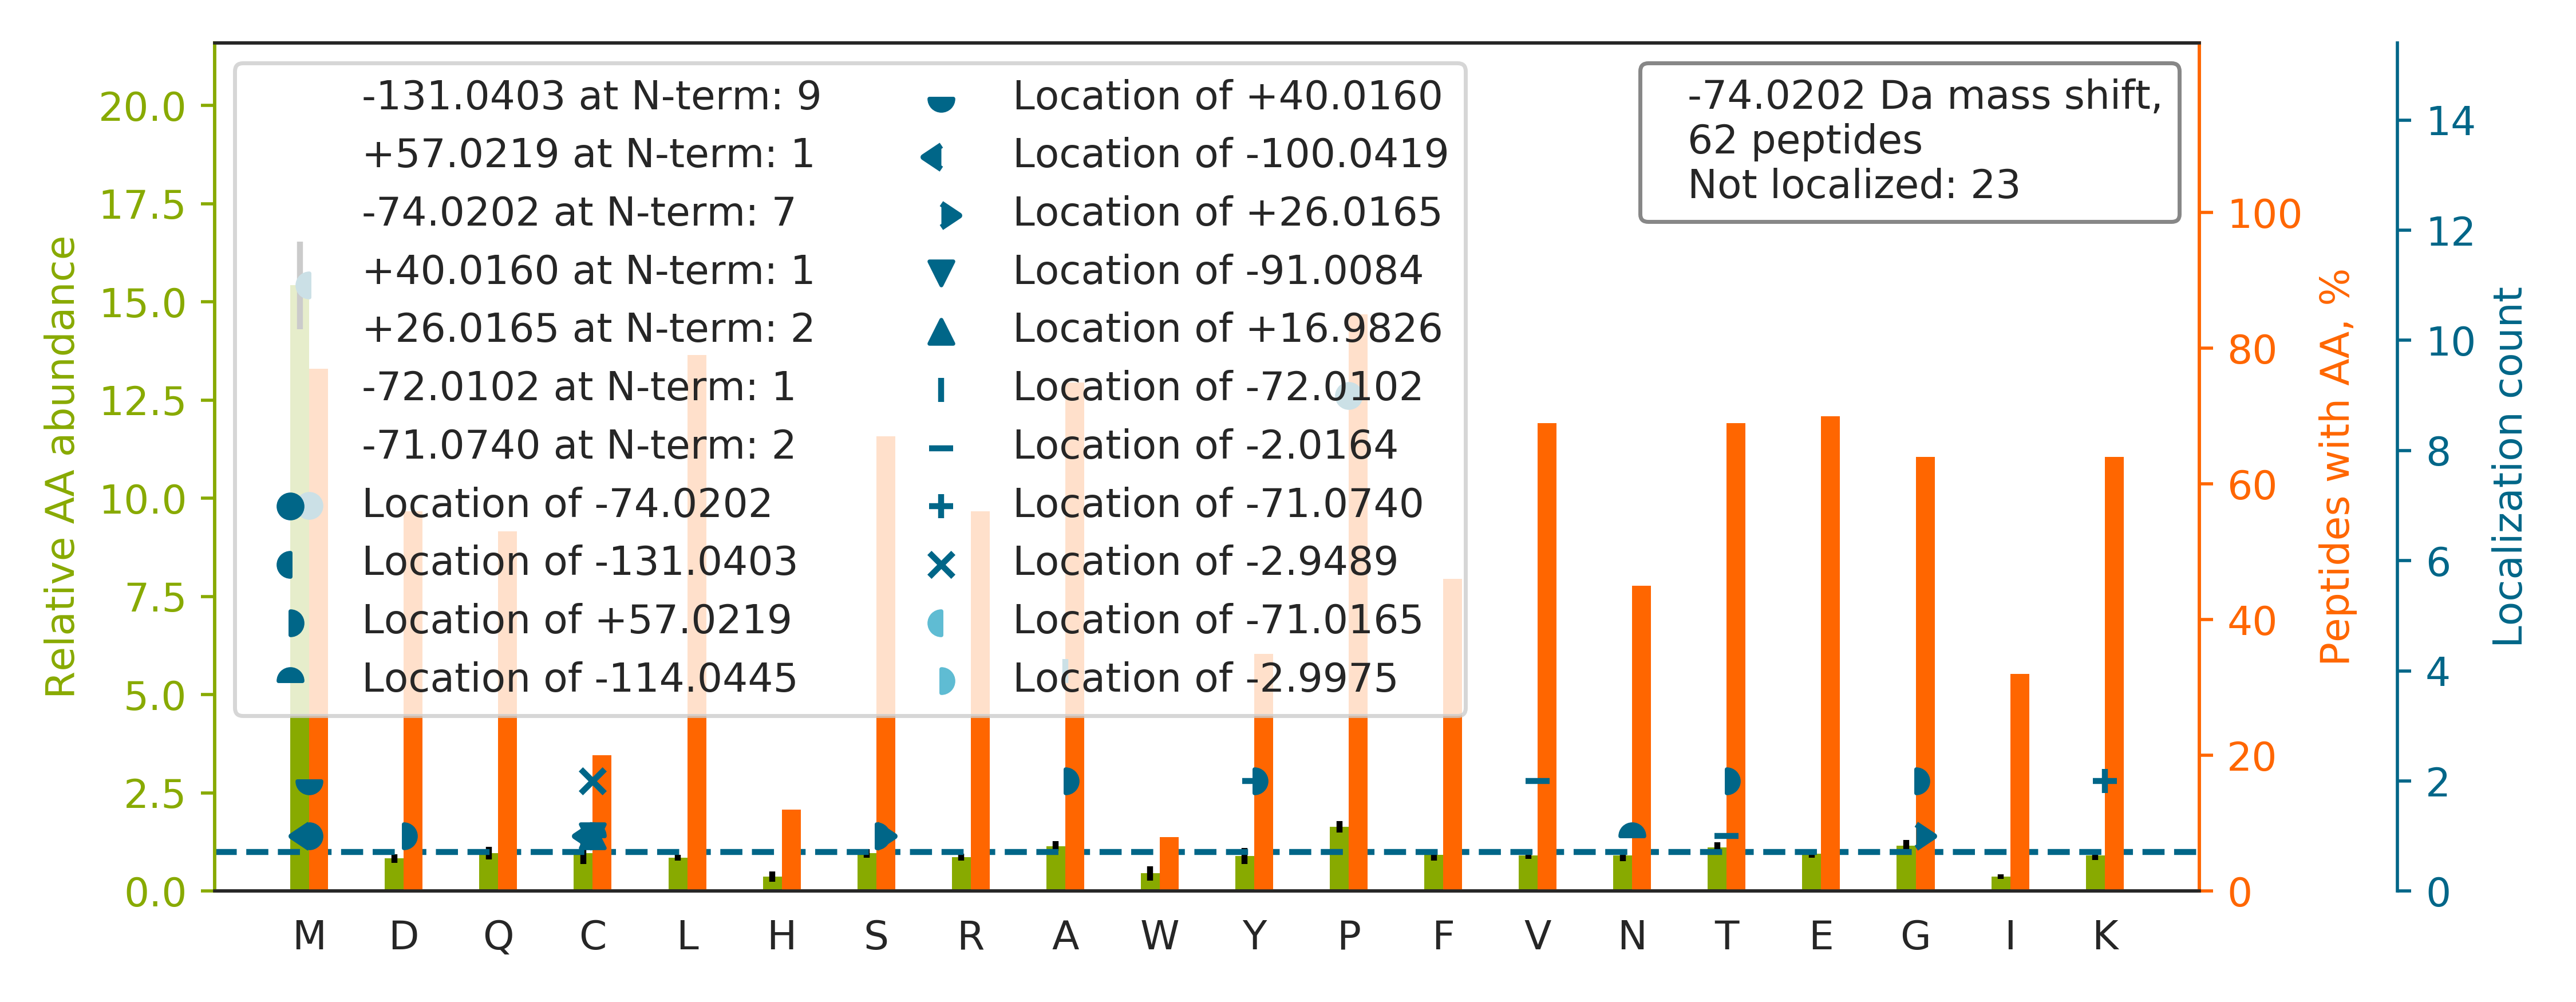 Relative AA abundance
20.0
17.5
15.0
12.5
10.0
7.5
5.0
2.5
0.0
-131.0403 at N-term: 9
+57.0219 at N-term: 1
-74.0202 at N-term: 7
+40.0160 at N-term: 1
+26.0165 at N-term: 2
-72.0102 at N-term: 1
-71.0740 at N-term: 2
Location of -74.0202
Location of -131.0403
Location of +57.0219
Location of -114.0445
Location of +40.0160
Location of -100.0419
Location of +26.0165
Location of -91.0084
Location of +16.9826
Location of -72.0102
Location of -2.0164
Location of -71.0740
Location of -2.9489
Location of -71.0165
Location of -2.9975
-74.0202 Da mass shift,
62 peptides
Not localized: 23
M D Q C L H S R A W Y P F V N T E G I K
100
80
60
40
20
0
Peptides with AA, %
14
12
10
8
6
4
2
0
Localization count